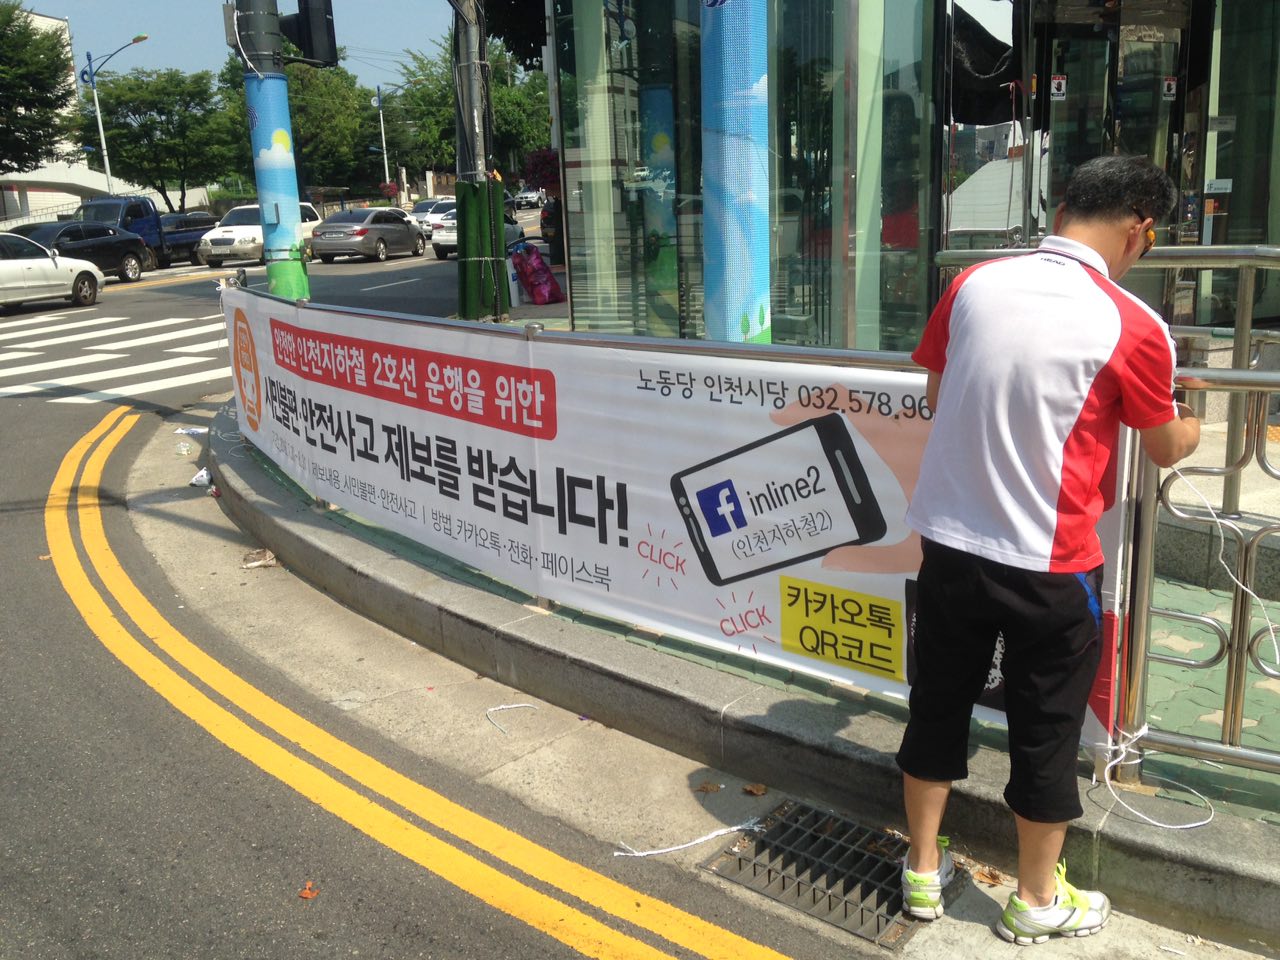 안전한 인천지하철 2호선 운행을 위한
시민불편 안전사고 제보를 받습니다!
제보내용_시민불편·안전사고 | 방법_카카오톡·전화·페이스북
노동당 인천시당 032.578.96
f inline2
(인천지하철2)
CLICK
CLICK
카카오톡
QR코드
HEAD